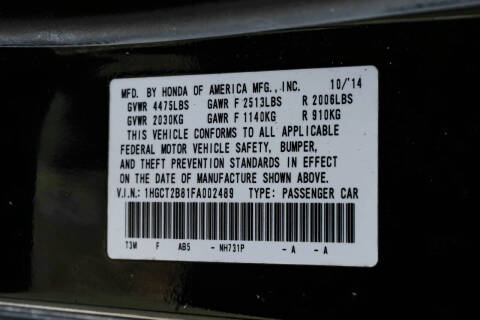 MFD. BY HONDA OF AMERICA MFG., INC. 10/'14
GVWR 4475LBS GAWR F 2513LBS R 2006LBS
GVWR 2030KG GAWR F 1140KG R 910KG
THIS VEHICLE CONFORMS TO ALL APPLICABLE
FEDERAL MOTOR VEHICLE SAFETY, BUMPER,
AND THEFT PREVENTION STANDARDS IN EFFECT
ON THE DATE OF MANUFACTURE SHOWN ABOVE.
V.I.N.: 1HGCT2B81FA002489 TYPE: PASSENGER CAR
T3M F AB5 - NH731P - A - A